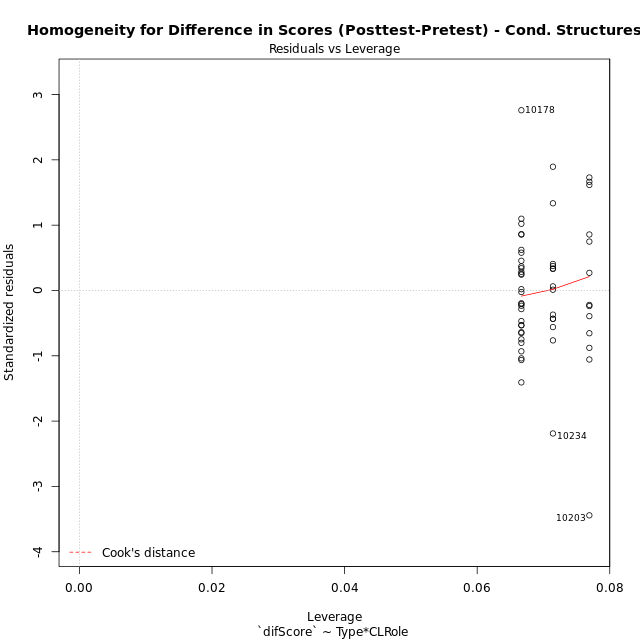 Homogeneity for Difference in Scores (Posttest-Pretest) - Cond. Structures
Residuals vs Leverage
3
2
1
0
-1
-2
-3
-4
Standardized residuals
10178
10234
10203
Cook's distance
0.00 0.02 0.04 0.06 0.08
Leverage
`difScore` ~ Type*CLRole